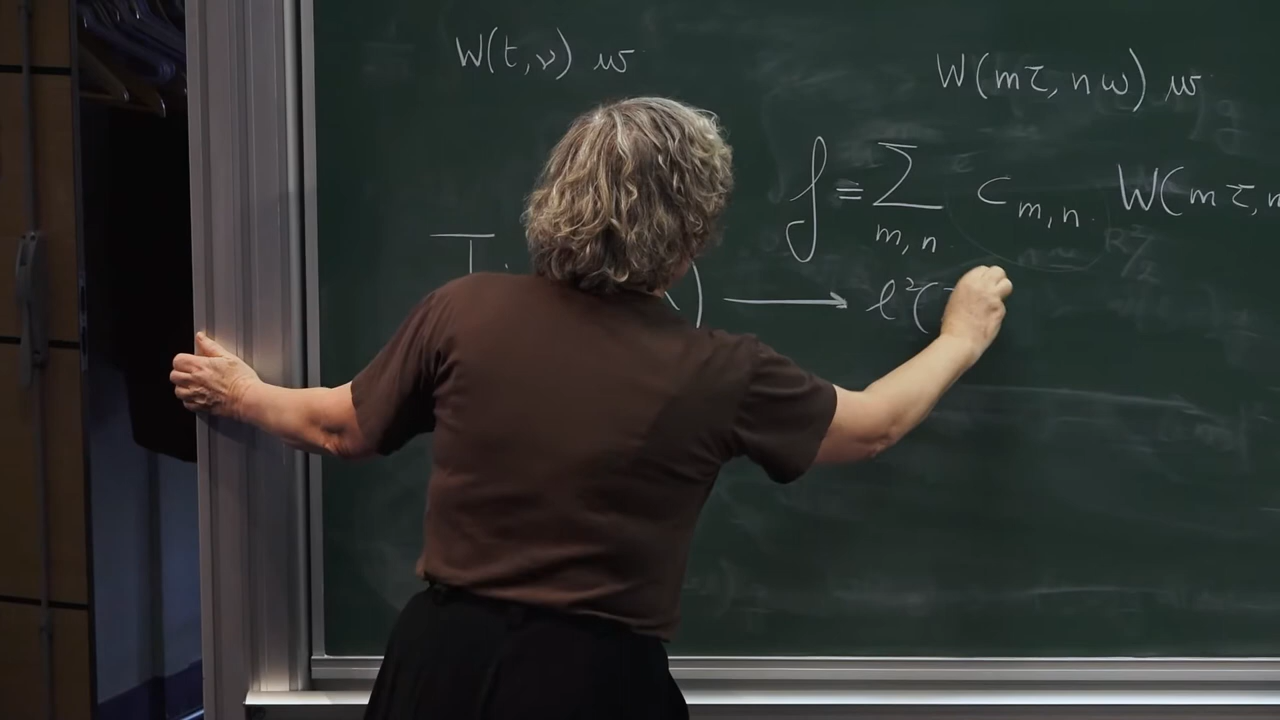 W(t,ν) w
W(mτ, nω) w
f = ∑ c_{m,n} W(mτ,n
m,n
T: ) ⟶ ℓ²(